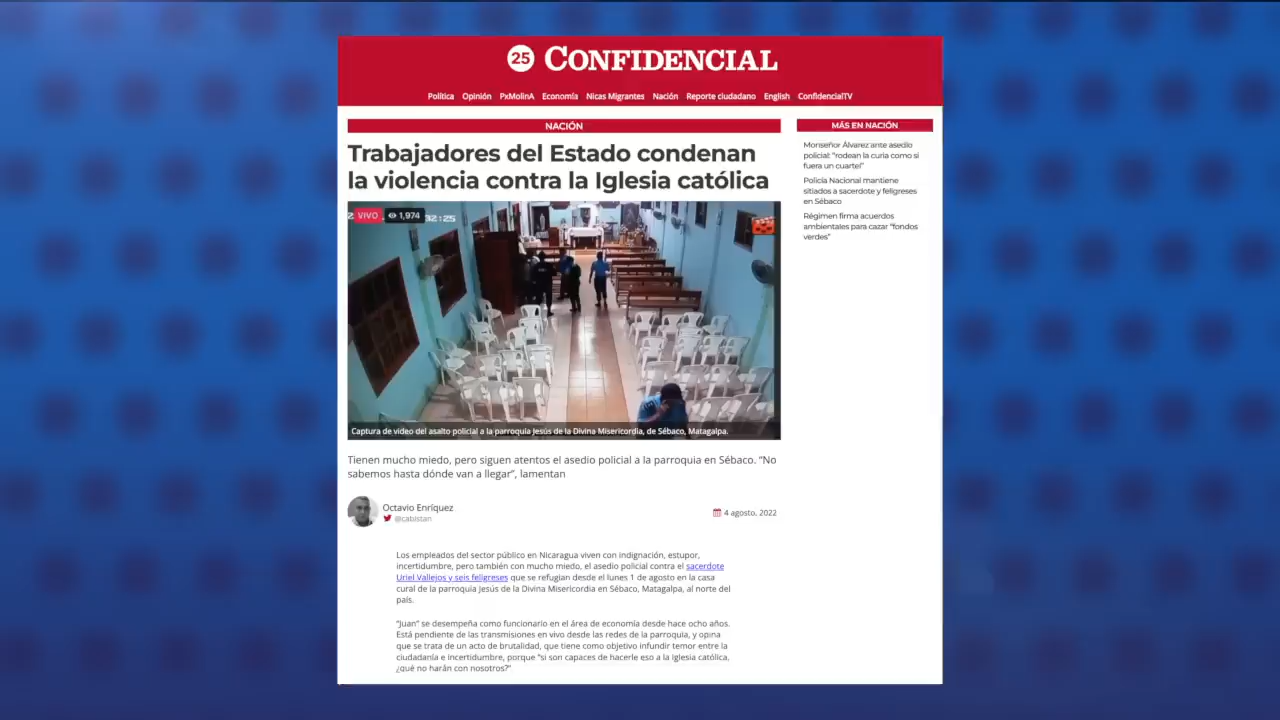 25 CONFIDENCIAL
Política Opinión PxMolinA Economía Nicas Migrantes Nación Reporte ciudadano English ConfidencialTV
NACIÓN
Trabajadores del Estado condenan
la violencia contra la Iglesia católica
VIVO 1,974 32:25
Captura de video del asalto policial a la parroquia Jesús de la Divina Misericordia, de Sébaco, Matagalpa.
Tienen mucho miedo, pero siguen atentos el asedio policial a la parroquia en Sébaco. “No
sabemos hasta dónde van a llegar”, lamentan
Octavio Enríquez
@cabistan
4 agosto, 2022
Los empleados del sector público en Nicaragua viven con indignación, estupor,
incertidumbre, pero también con mucho miedo, el asedio policial contra el sacerdote
Uriel Vallejos y seis feligreses que se refugian desde el lunes 1 de agosto en la casa
cural de la parroquia Jesús de la Divina Misericordia en Sébaco, Matagalpa, al norte del
país.
“Juan” se desempeña como funcionario en el área de economía desde hace ocho años.
Está pendiente de las transmisiones en vivo desde las redes de la parroquia, y opina
que se trata de un acto de brutalidad, que tiene como objetivo infundir temor entre la
ciudadanía e incertidumbre, porque “si son capaces de hacerle eso a la Iglesia católica,
¿qué no harán con nosotros?”
MÁS EN NACIÓN
Monseñor Álvarez ante asedio
policial: “rodean la curia como si
fuera un cuartel”
Policía Nacional mantiene
sitiados a sacerdote y feligreses
en Sébaco
Régimen firma acuerdos
ambientales para cazar “fondos
verdes”